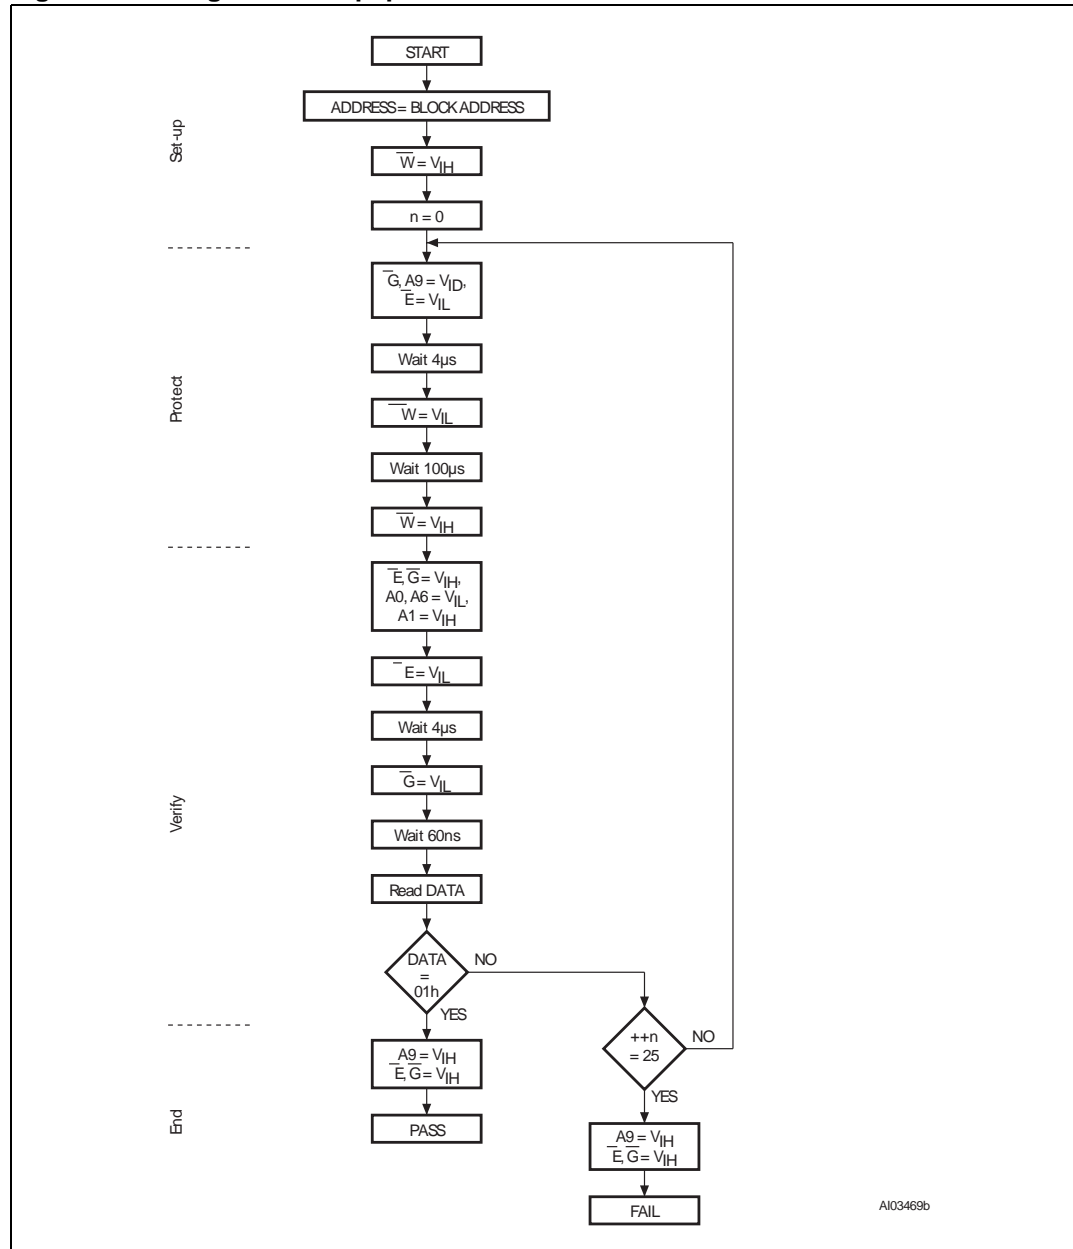 START
ADDRESS = BLOCK ADDRESS
Set-up
W̅ = VIH
n = 0
G̅, A9 = VID,
E̅ = VIL
Wait 4µs
Protect
W̅ = VIL
Wait 100µs
W̅ = VIH
E̅, G̅ = VIH,
A0, A6 = VIL,
A1 = VIH
E̅ = VIL
Wait 4µs
G̅ = VIL
Verify
Wait 60ns
Read DATA
DATA
=
01h
NO
YES
++n
= 25
NO
YES
A9 = VIH
E̅, G̅ = VIH
End
PASS
A9 = VIH
E̅, G̅ = VIH
FAIL
AI03469b